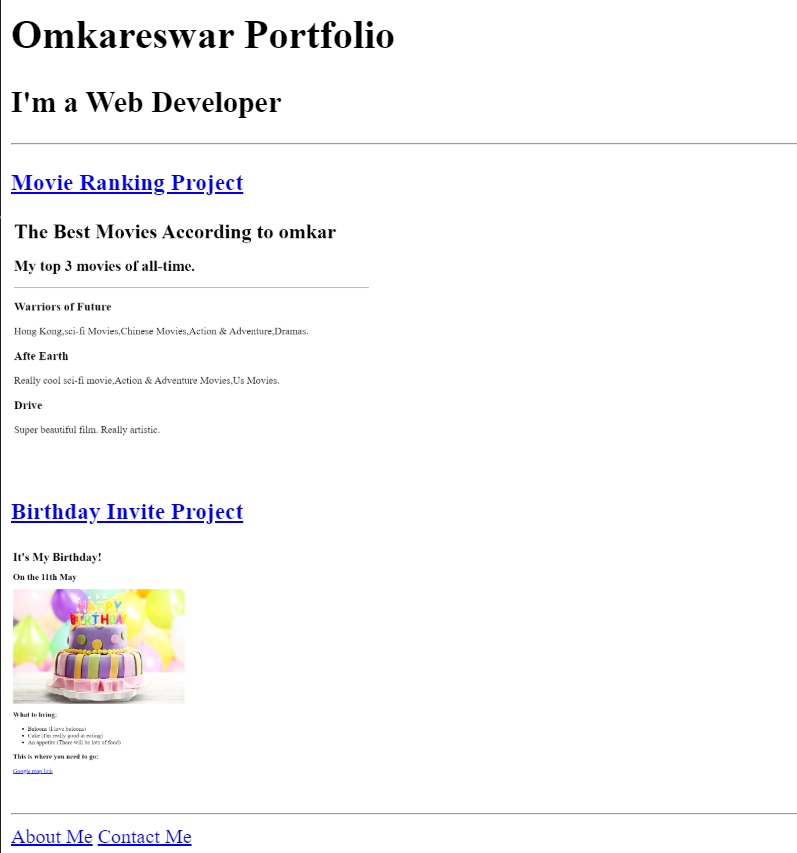 Omkareswar Portfolio
I'm a Web Developer
Movie Ranking Project
The Best Movies According to omkar
My top 3 movies of all-time.
Warriors of Future
Hong Kong,sci-fi Movies,Chinese Movies,Action & Adventure,Dramas.
Afte Earth
Really cool sci-fi movie,Action & Adventure Movies,Us Movies.
Drive
Super beautiful film. Really artistic.
Birthday Invite Project
It's My Birthday!
On the 11th May
HAPPY
BIRTHDAY
What to bring:
Baloons (I love baloons)
Cake (I'm really good at eating)
An appetite (There will be lots of food)
This is where you need to go:
Google map link
About Me Contact Me